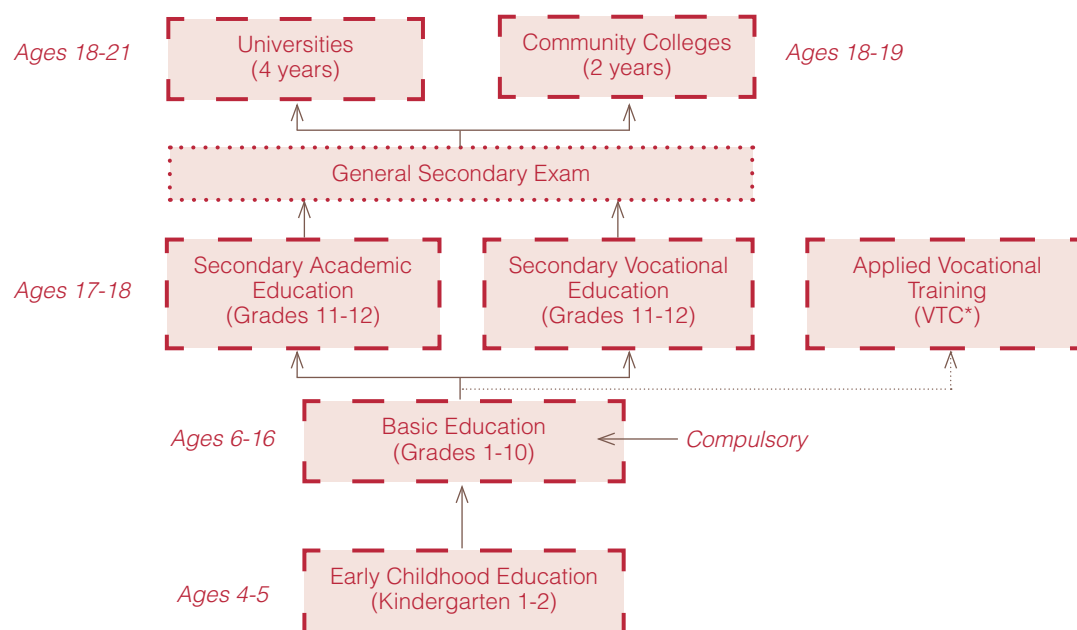 Ages 18-21
Universities
(4 years)
Community Colleges
(2 years)
Ages 18-19
General Secondary Exam
Ages 17-18
Secondary Academic
Education
(Grades 11-12)
Secondary Vocational
Education
(Grades 11-12)
Applied Vocational
Training
(VTC*)
Ages 6-16
Basic Education
(Grades 1-10)
Compulsory
Ages 4-5
Early Childhood Education
(Kindergarten 1-2)